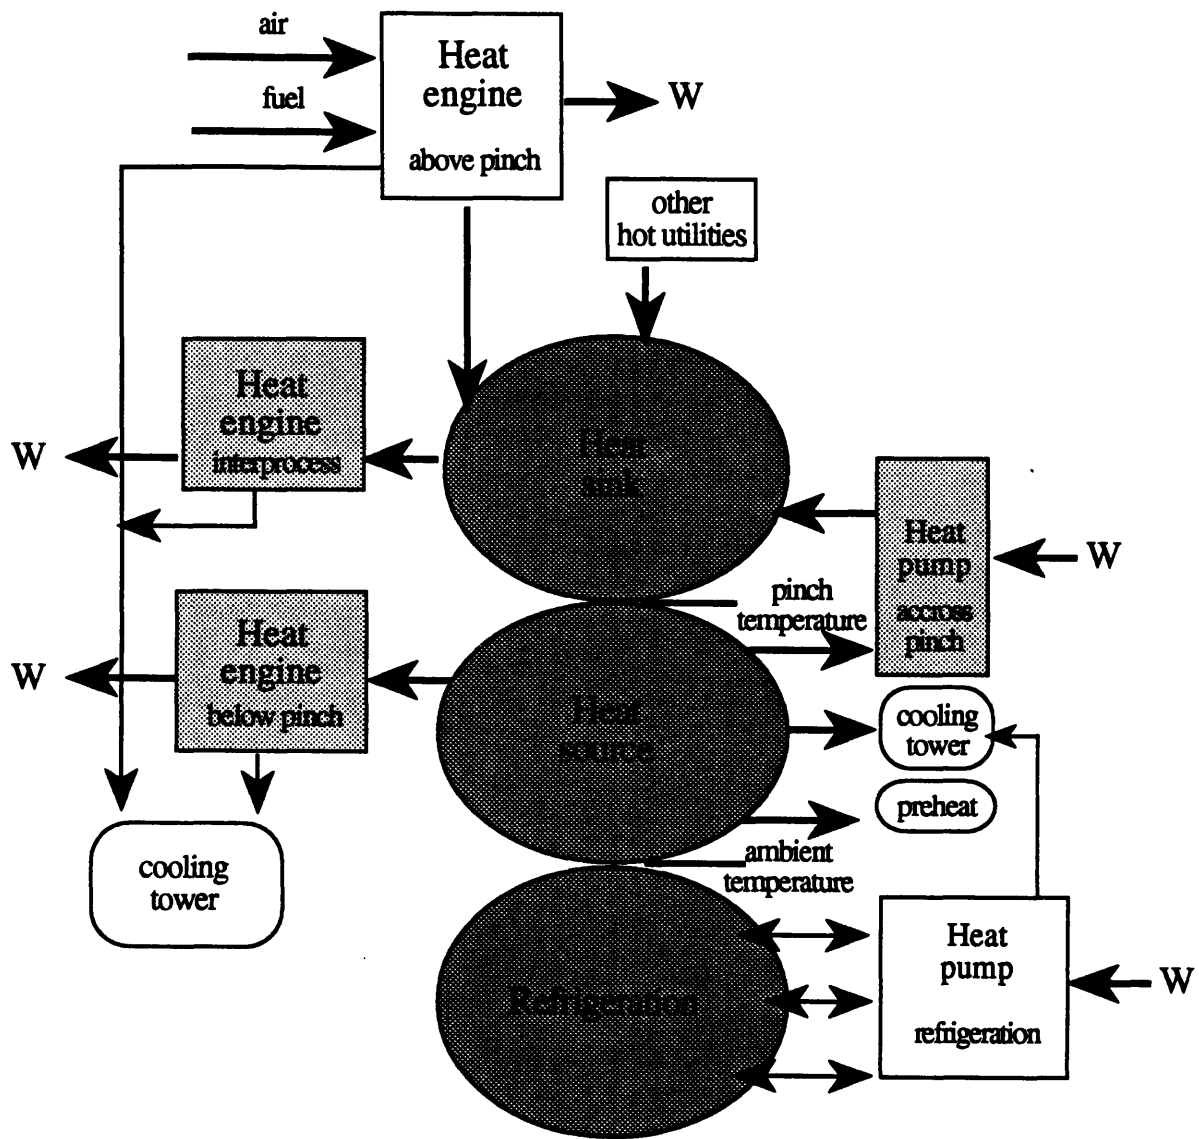 air
fuel
Heat
engine
above pinch
W
other
hot utilities
Heat
engine
interprocess
W
Heat
sink
Heat
pump
accross
pinch
W
pinch
temperature
Heat
engine
below pinch
W
Heat
source
cooling
tower
preheat
ambient
temperature
cooling
tower
Refrigeration
Heat
pump
refrigeration
W